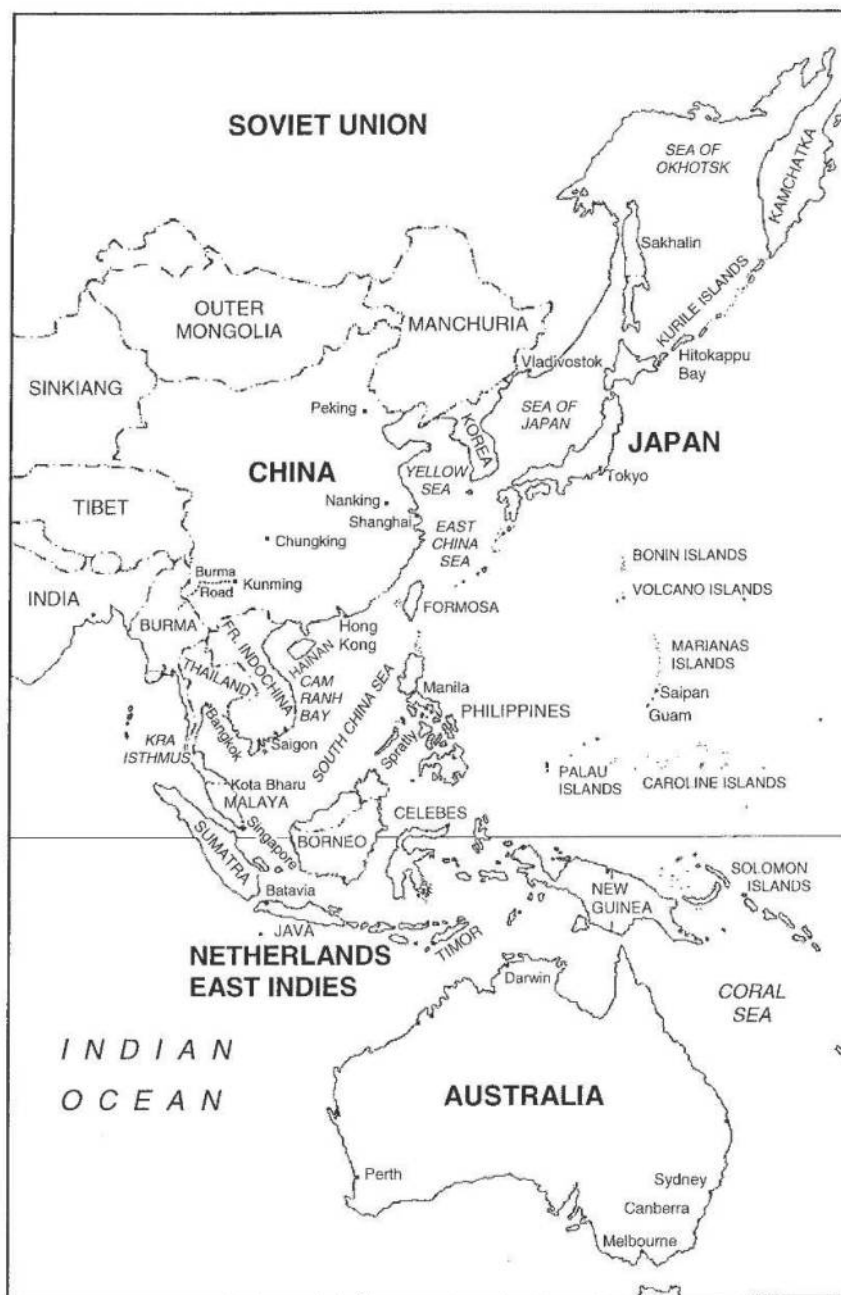 SOVIET UNION
SEA OF
OKHOTSK
KAMCHATKA
Sakhalin
KURILE ISLANDS
OUTER
MONGOLIA
MANCHURIA
Vladivostok
Hitokappu
Bay
SINKIANG
Peking
SEA OF
JAPAN
KOREA
JAPAN
CHINA
YELLOW
SEA
Tokyo
TIBET
Nanking
Shanghai
EAST
CHINA
SEA
Chungking
BONIN ISLANDS
Burma
Road
Kunming
VOLCANO ISLANDS
INDIA
FORMOSA
BURMA
FR. INDOCHINA
Hong
Kong
HAINAN
MARIANAS
ISLANDS
THAILAND
CAM
RANH
BAY
SOUTH CHINA SEA
Manila
Saipan
PHILIPPINES
Guam
Bangkok
KRA
ISTHMUS
Saigon
Spratly
PALAU
ISLANDS
CAROLINE ISLANDS
Kota Bharu
MALAYA
CELEBES
Singapore
BORNEO
SUMATRA
SOLOMON
ISLANDS
Batavia
NEW
GUINEA
JAVA
TIMOR
NETHERLANDS
EAST INDIES
Darwin
CORAL
SEA
INDIAN
OCEAN
AUSTRALIA
Perth
Sydney
Canberra
Melbourne